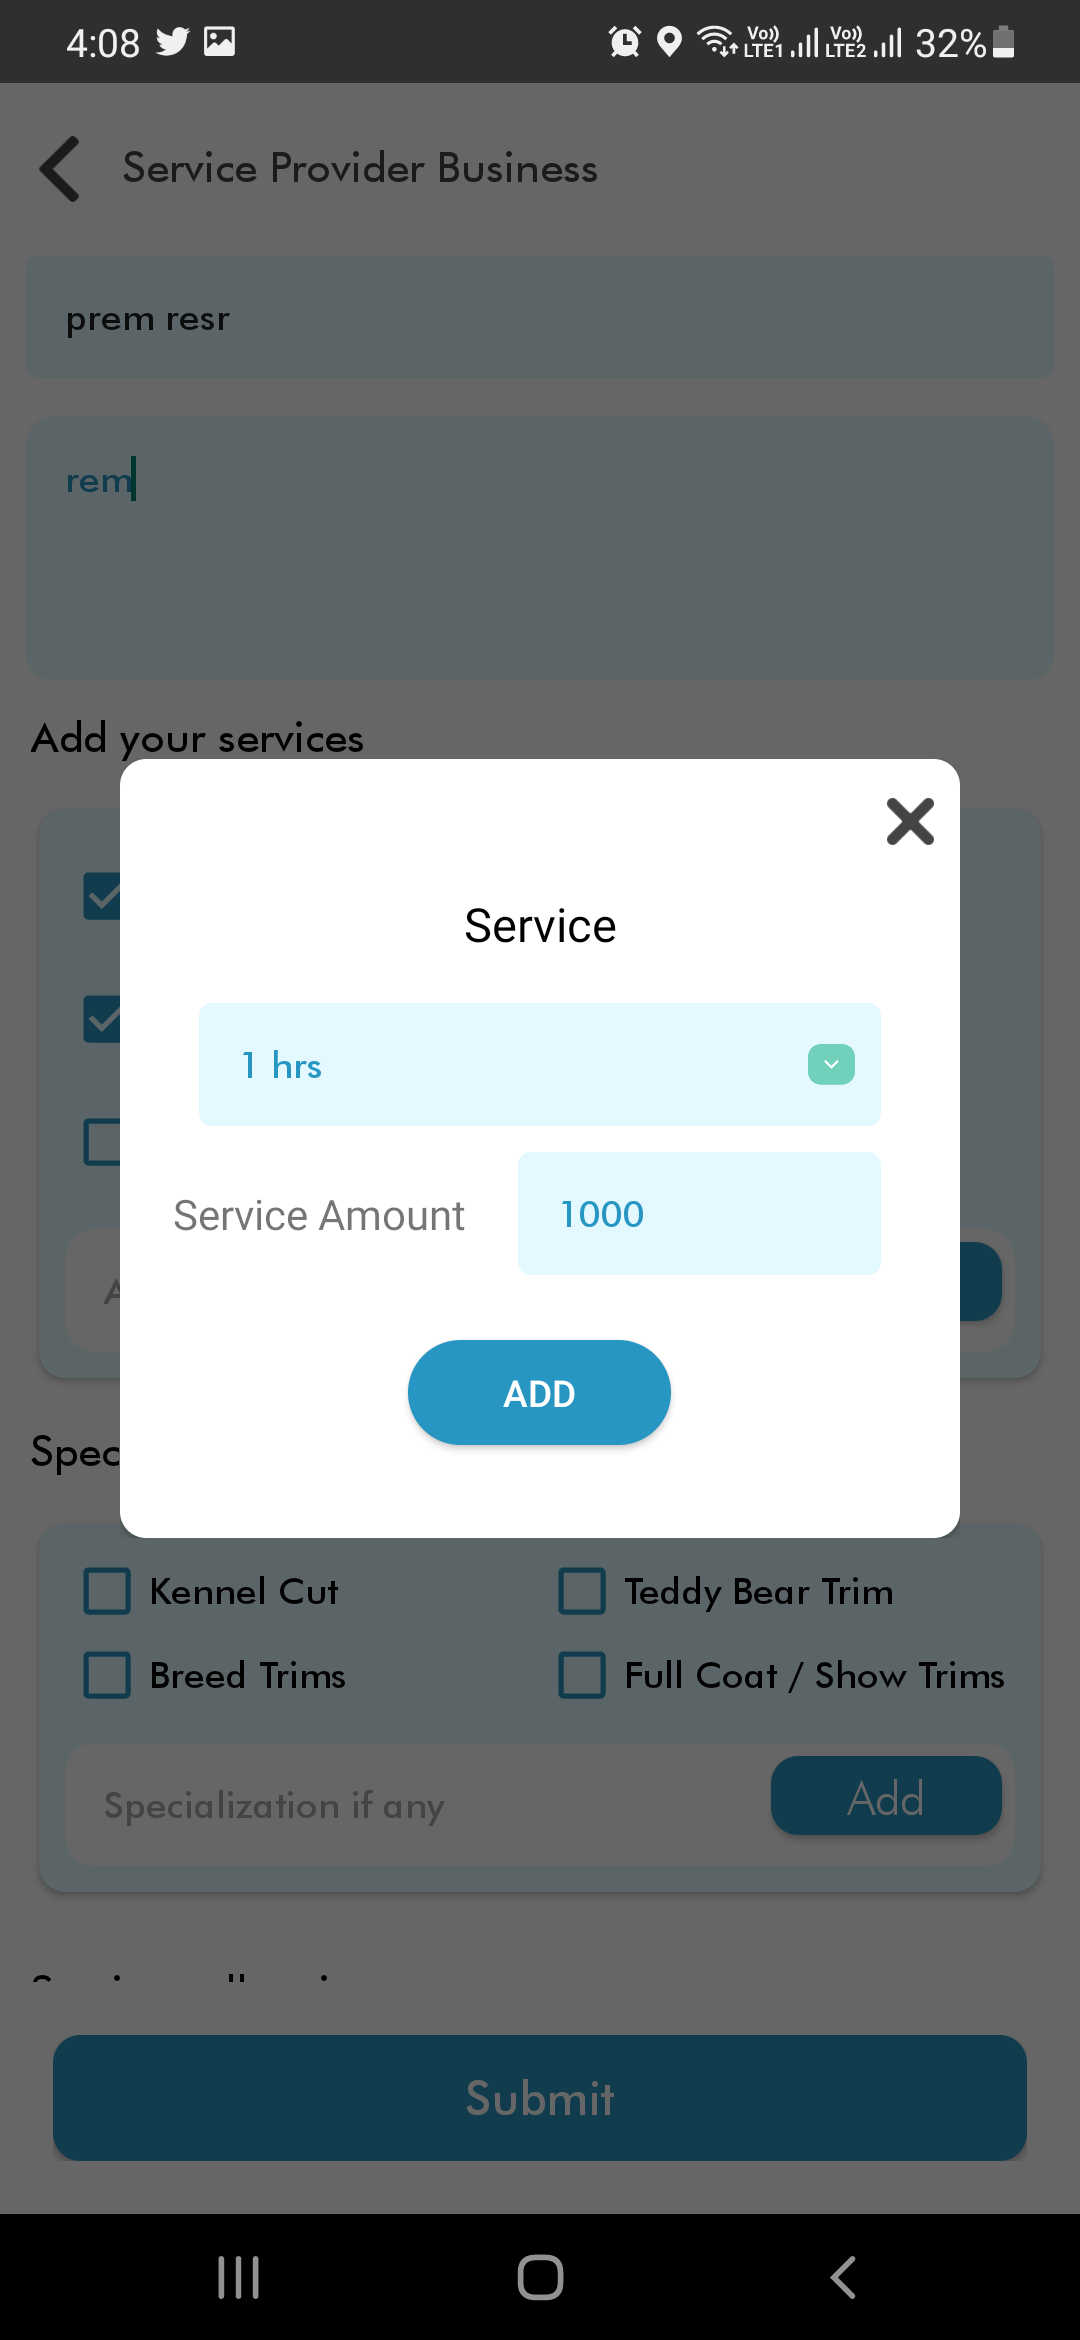 4:08 Vo)) LTE1 Vo)) LTE2 32%
Service Provider Business
prem resr
rem
Add your services
Service
1 hrs
Service Amount 1000
ADD
Kennel Cut Teddy Bear Trim
Breed Trims Full Coat / Show Trims
Specialization if any Add
Submit